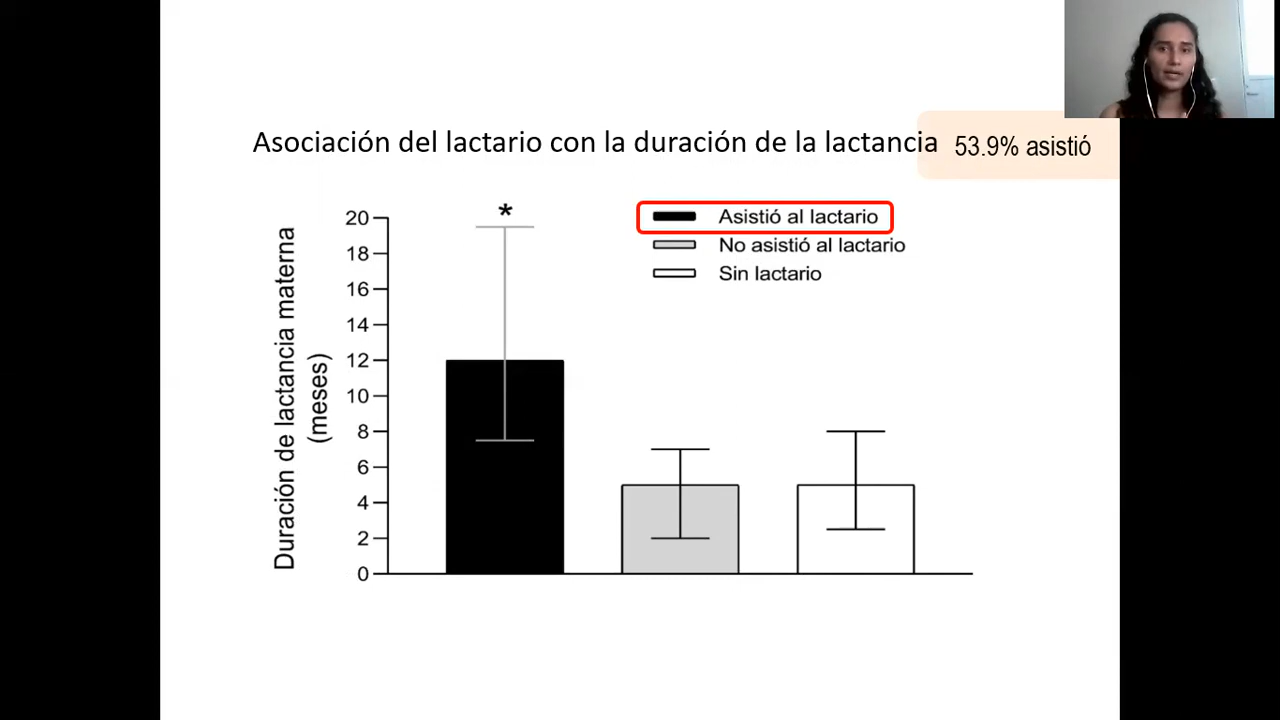 Asociación del lactario con la duración de la lactancia
53.9% asistió
*
Asistió al lactario
No asistió al lactario
Sin lactario
Duración de lactancia materna
(meses)
20
18
16
14
12
10
8
6
4
2
0